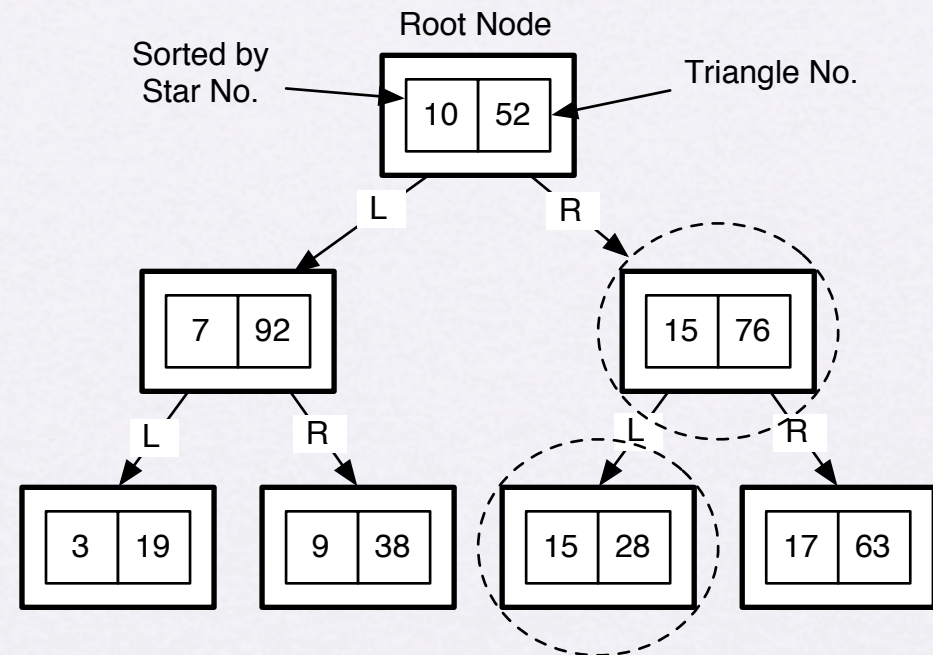 Root Node
Sorted by
Star No.
Triangle No.
10 52
L
R
7 92
15 76
L
R
L
R
3 19
9 38
15 28
17 63